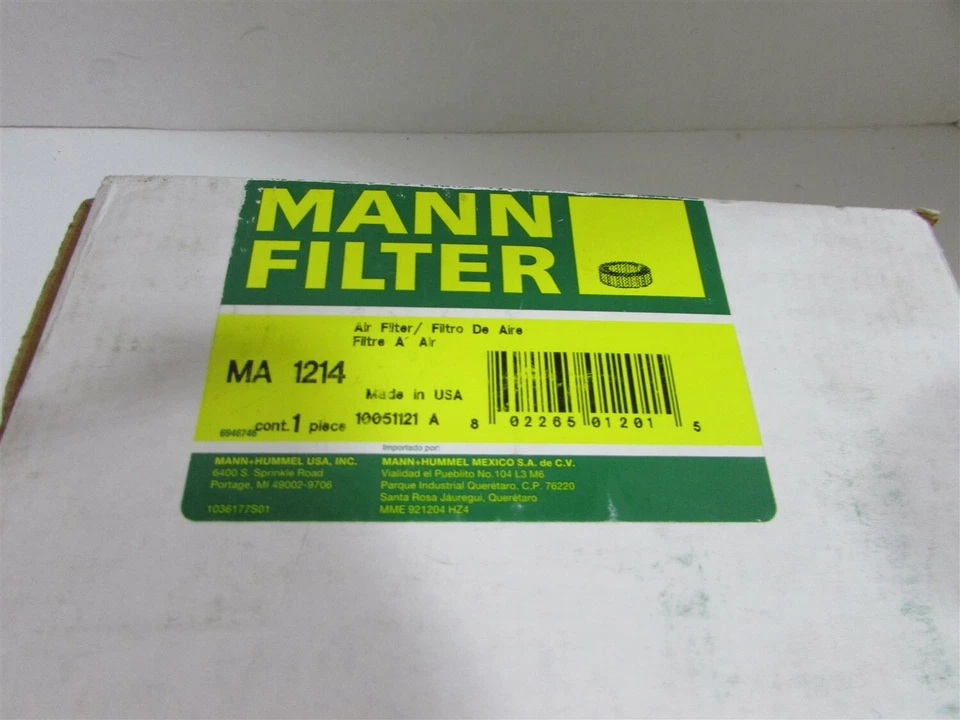 MANN
FILTER
Air Filter/ Filtro De Aire
Filtre A' Air
MA 1214
Made in USA
cont. 1 piece 10051121 A
8 02265 01201 5
6946746
Importado por:
MANN+HUMMEL USA, INC.
6400 S. Sprinkle Road
Portage, MI 49002-9706
1036177S01
MANN+HUMMEL MEXICO S.A. de C.V.
Vialidad el Pueblito No.104 L3 M6
Parque Industrial Querétaro, C.P. 76220
Santa Rosa Jáuregui, Querétaro
MME 921204 HZ4